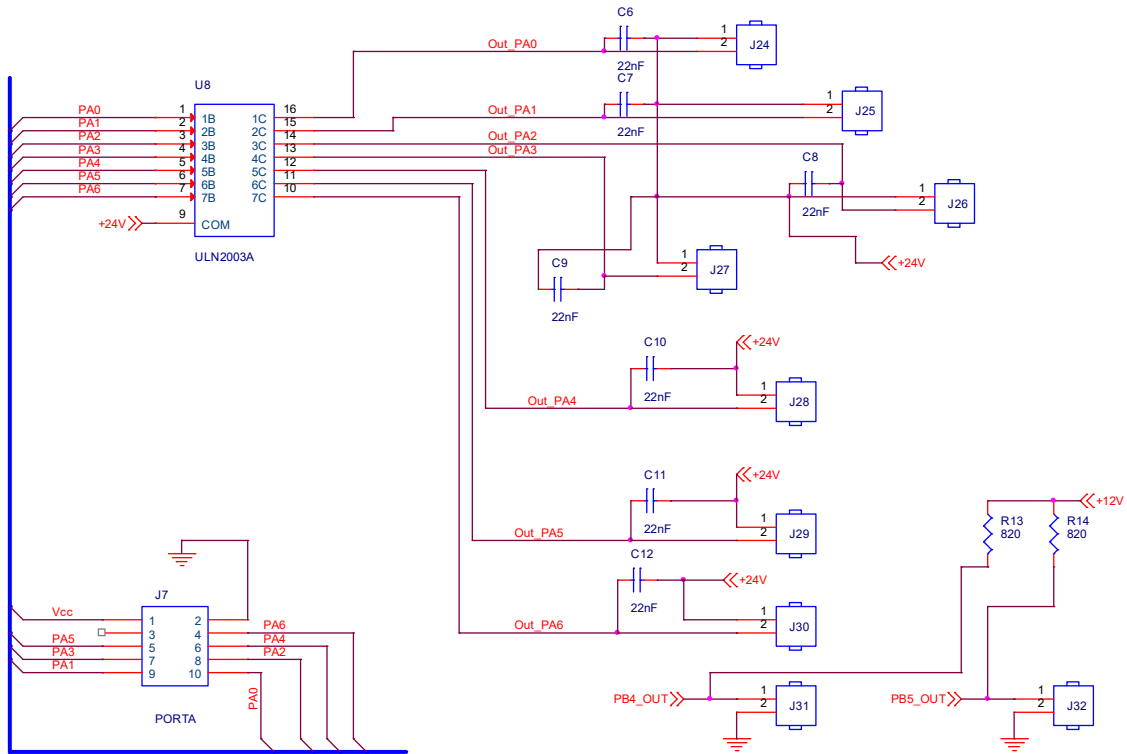 C6
1
2
J24
Out_PA0
22nF
C7
U8
1
2
J25
Out_PA1
22nF
PA0 1 1B 1C 16
PA1 2 2B 2C 15
PA2 3 3B 3C 14 Out_PA2
PA3 4 4B 4C 13 Out_PA3
PA4 5 5B 5C 12
PA5 6 6B 6C 11
PA6 7 7B 7C 10
+24V 9 COM
ULN2003A
C8
22nF
1
2
J26
+24V
C9
22nF
1
2
J27
C10
+24V
22nF
Out_PA4
1
2
J28
C11
+24V
22nF
Out_PA5
1
2
J29
C12
+24V
22nF
Out_PA6
1
2
J30
+12V
R13
820
R14
820
J7
Vcc 1 2
3 4 PA6
PA5 5 6 PA4
PA3 7 8 PA2
PA1 9 10
PA0
PORTA
PB4_OUT
1
2
J31
PB5_OUT
1
2
J32